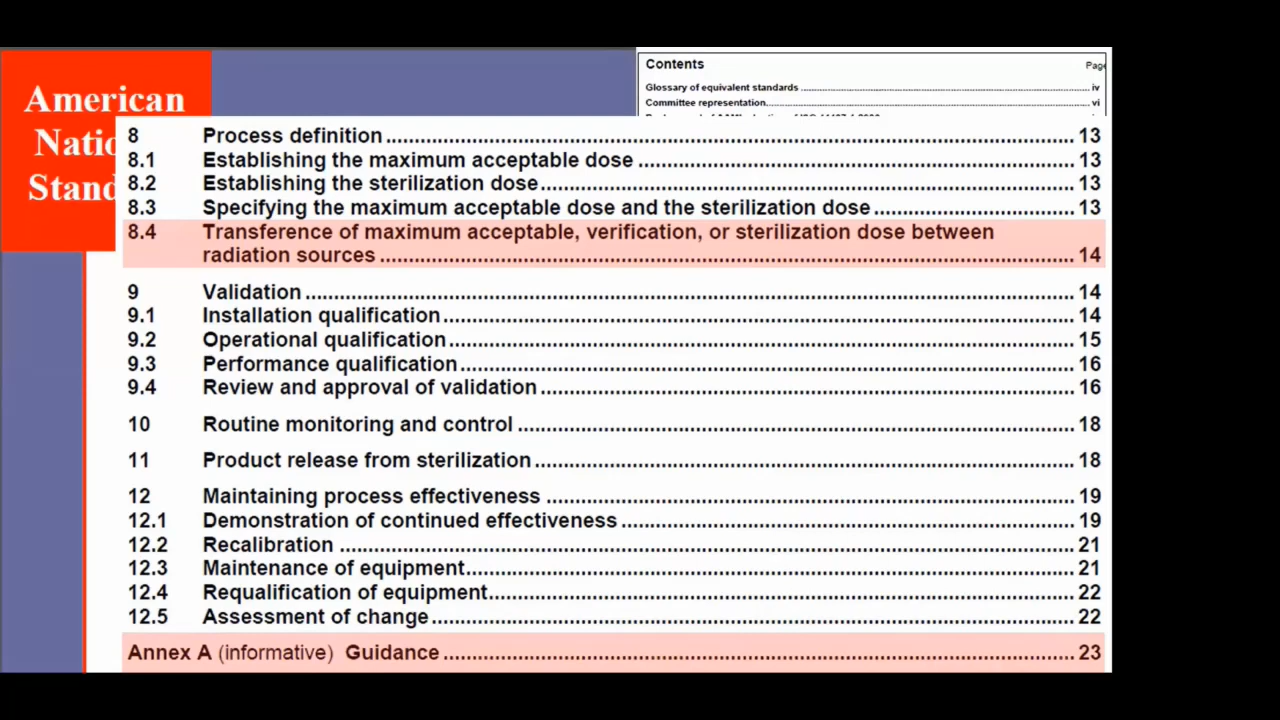 American
Natio
Stand
Contents
Page
Glossary of equivalent standards ........ iv
Committee representation........ vi
8 Process definition ........ 13
8.1 Establishing the maximum acceptable dose ........ 13
8.2 Establishing the sterilization dose ........ 13
8.3 Specifying the maximum acceptable dose and the sterilization dose ........ 13
8.4 Transference of maximum acceptable, verification, or sterilization dose between
radiation sources ........ 14
9 Validation ........ 14
9.1 Installation qualification ........ 14
9.2 Operational qualification ........ 15
9.3 Performance qualification ........ 16
9.4 Review and approval of validation ........ 16
10 Routine monitoring and control ........ 18
11 Product release from sterilization ........ 18
12 Maintaining process effectiveness ........ 19
12.1 Demonstration of continued effectiveness ........ 19
12.2 Recalibration ........ 21
12.3 Maintenance of equipment ........ 21
12.4 Requalification of equipment ........ 22
12.5 Assessment of change ........ 22
Annex A (informative) Guidance ........ 23